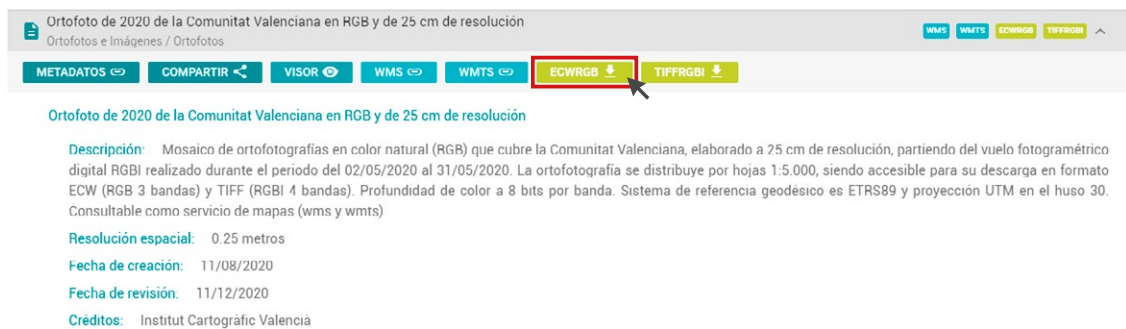 Ortofoto de 2020 de la Comunitat Valenciana en RGB y de 25 cm de resolución
Ortofotos e Imágenes / Ortofotos
WMS WMTS ECWRGB TIFFRGBI
METADATOS COMPARTIR VISOR WMS WMTS ECWRGB TIFFRGBI
Ortofoto de 2020 de la Comunitat Valenciana en RGB y de 25 cm de resolución
Descripción: Mosaico de ortofotografías en color natural (RGB) que cubre la Comunitat Valenciana, elaborado a 25 cm de resolución, partiendo del vuelo fotogramétrico
digital RGBI realizado durante el periodo del 02/05/2020 al 31/05/2020. La ortofotografía se distribuye por hojas 1:5.000, siendo accesible para su descarga en formato
ECW (RGB 3 bandas) y TIFF (RGBI 4 bandas). Profundidad de color a 8 bits por banda. Sistema de referencia geodésico es ETRS89 y proyección UTM en el huso 30.
Consultable como servicio de mapas (wms y wmts)
Resolución espacial: 0.25 metros
Fecha de creación: 11/08/2020
Fecha de revisión: 11/12/2020
Créditos: Institut Cartogràfic Valencià